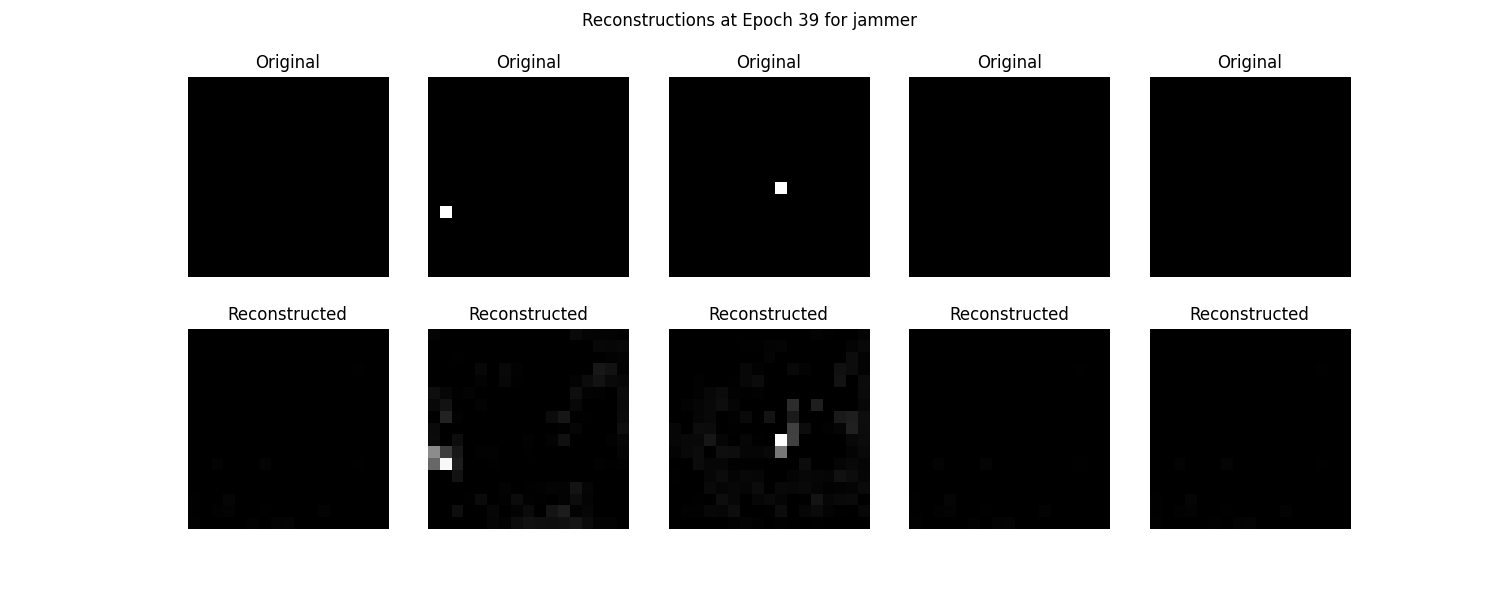 Reconstructions at Epoch 39 for jammer
Original Original Original Original Original
Reconstructed Reconstructed Reconstructed Reconstructed Reconstructed